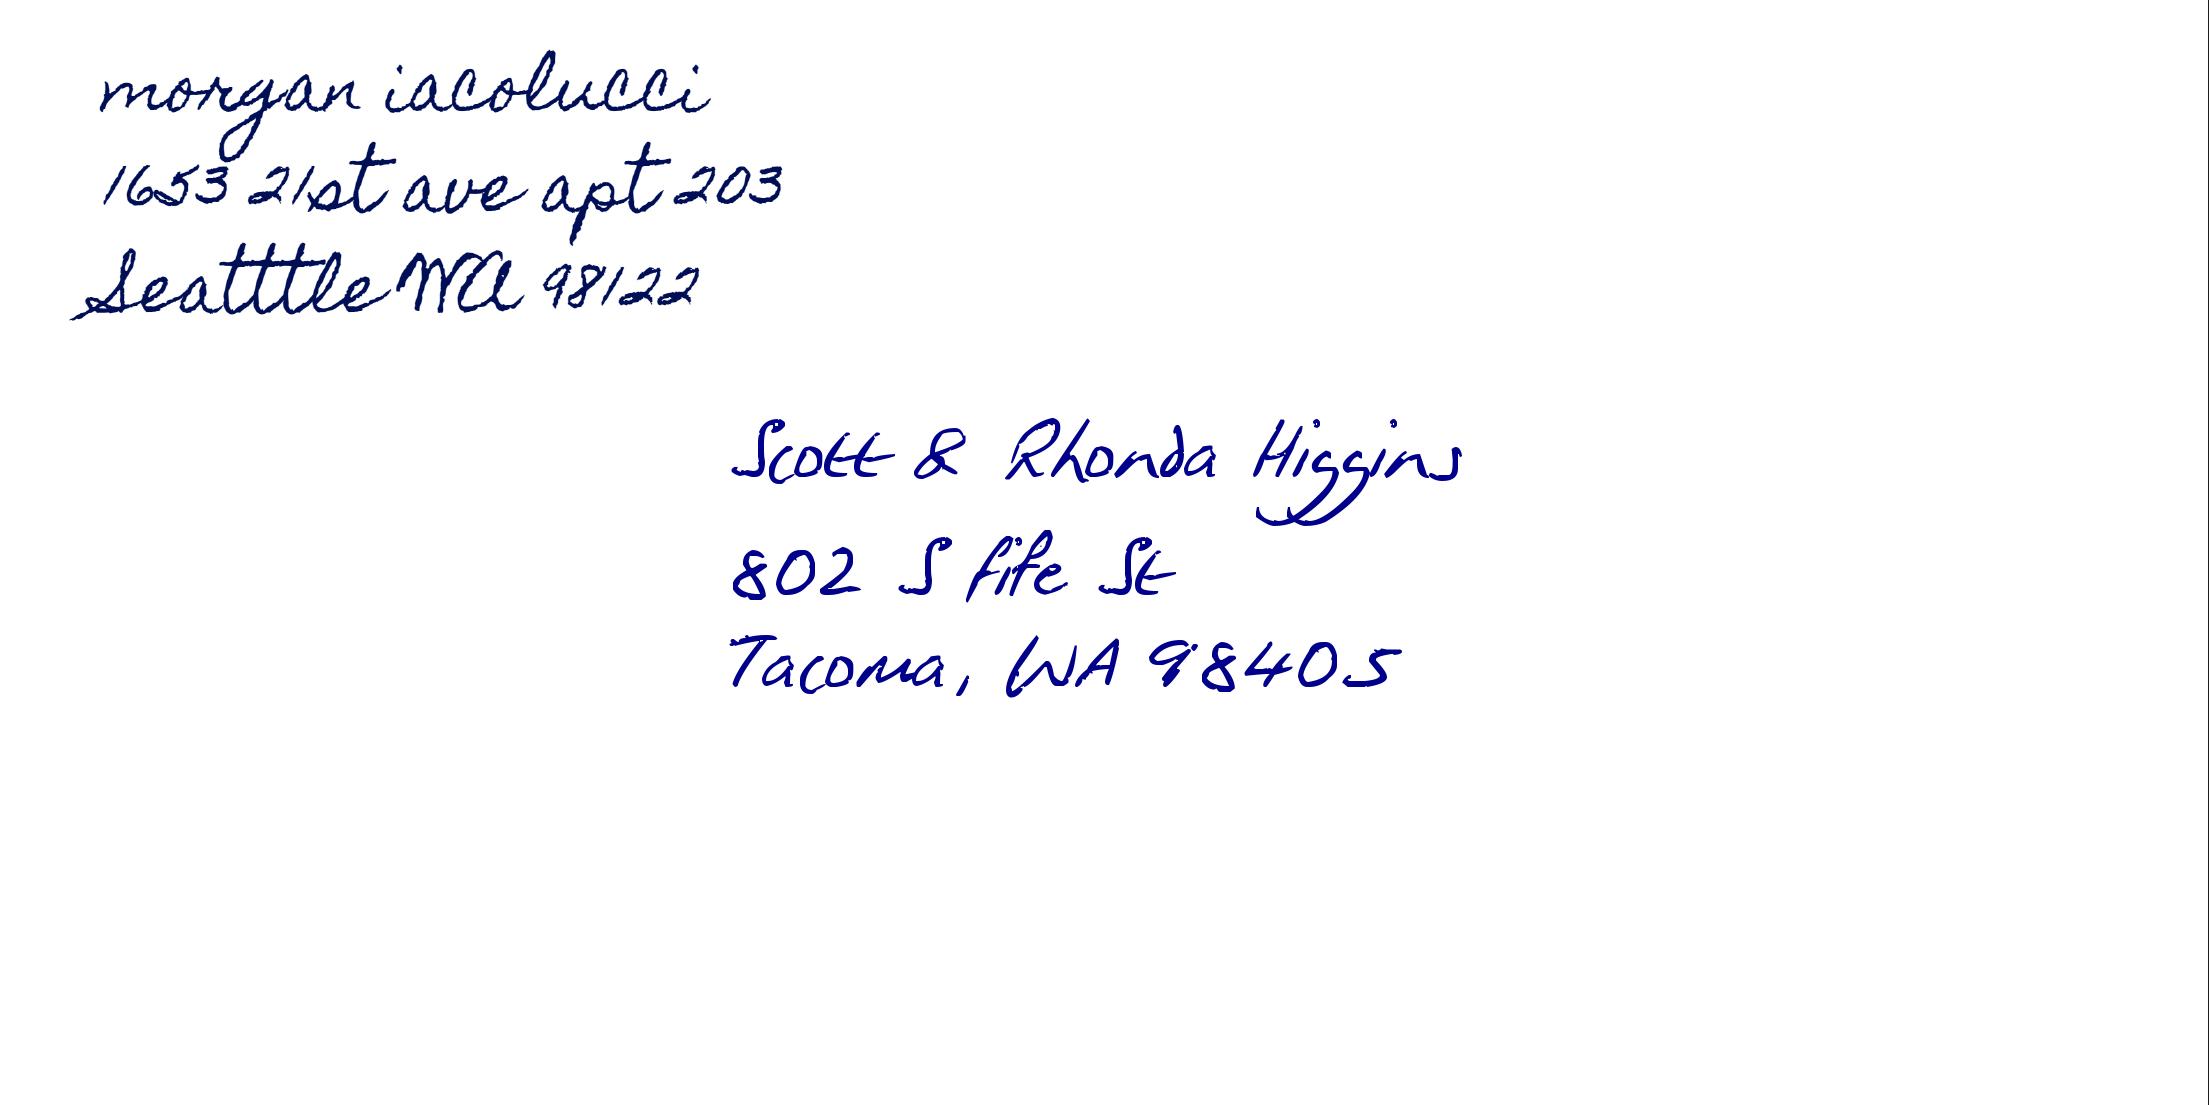 morgan iacolucci
1653 21st ave apt 203
Seatttle WA 98122
Scott & Rhonda Higgins
802 S fife St
Tacoma, WA 98405